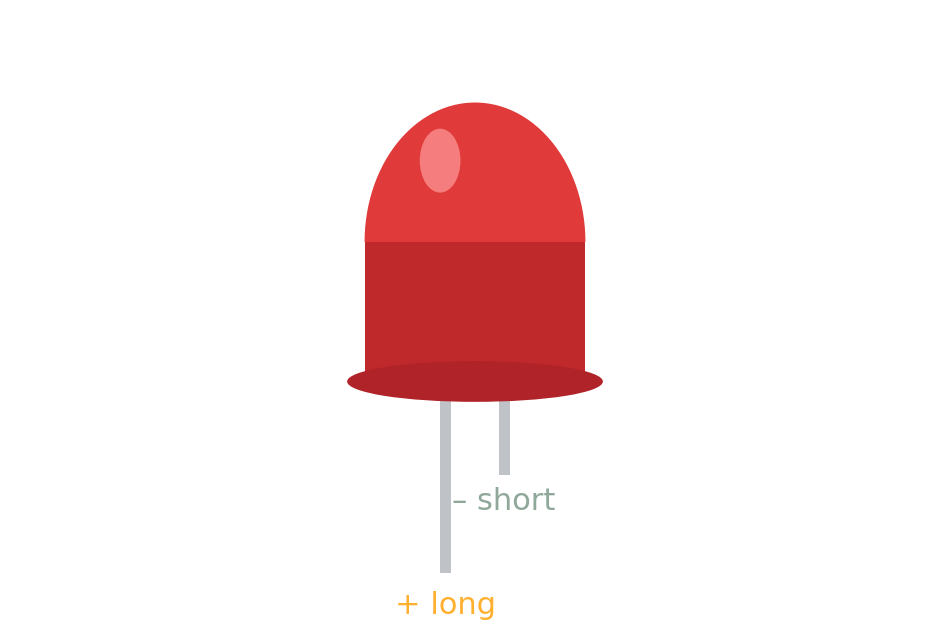 – short
+ long